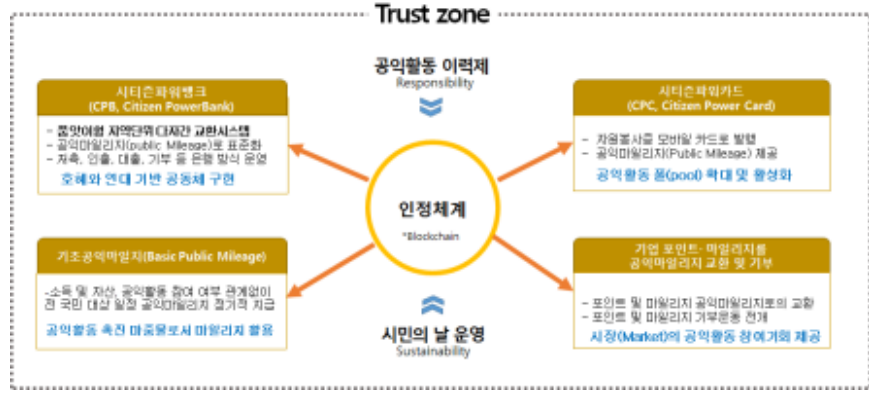 Trust zone
공익활동 이력제
Responsibility
시티즌파워뱅크
(CPB, Citizen PowerBank)
- 품앗이형 지역단위 다자간 교환시스템
- 공익마일리지(public Mileage)로 표준화
- 저축, 인출, 대출, 기부 등 은행 방식 운영
호혜와 연대 기반 공동체 구현
시티즌파워카드
(CPC, Citizen Power Card)
- 자원봉사증 모바일 카드로 발행
- 공익마일리지(Public Mileage) 제공
공익활동 풀(pool) 확대 및 활성화
인정체계
*Blockchain
기초공익마일지(Basic Public Mileage)
-소득 및 자산, 공익활동 참여 여부 관계없이
전 국민 대상 일정 공익마일리지 정기적 지급
공익활동 촉진 마중물로서 마일리지 활용
기업 포인트· 마일리지를
공익마일리지 교환 및 기부
- 포인트 및 마일리지 공익마일리지로의 교환
- 포인트 및 마일리지 기부운동 전개
시장(Market)의 공익활동 참여기회 제공
시민의 날 운영
Sustainability